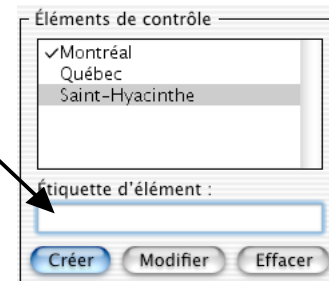 Éléments de contrôle
✓Montréal
Québec
Saint-Hyacinthe
Étiquette d'élément :
Créer Modifier Effacer